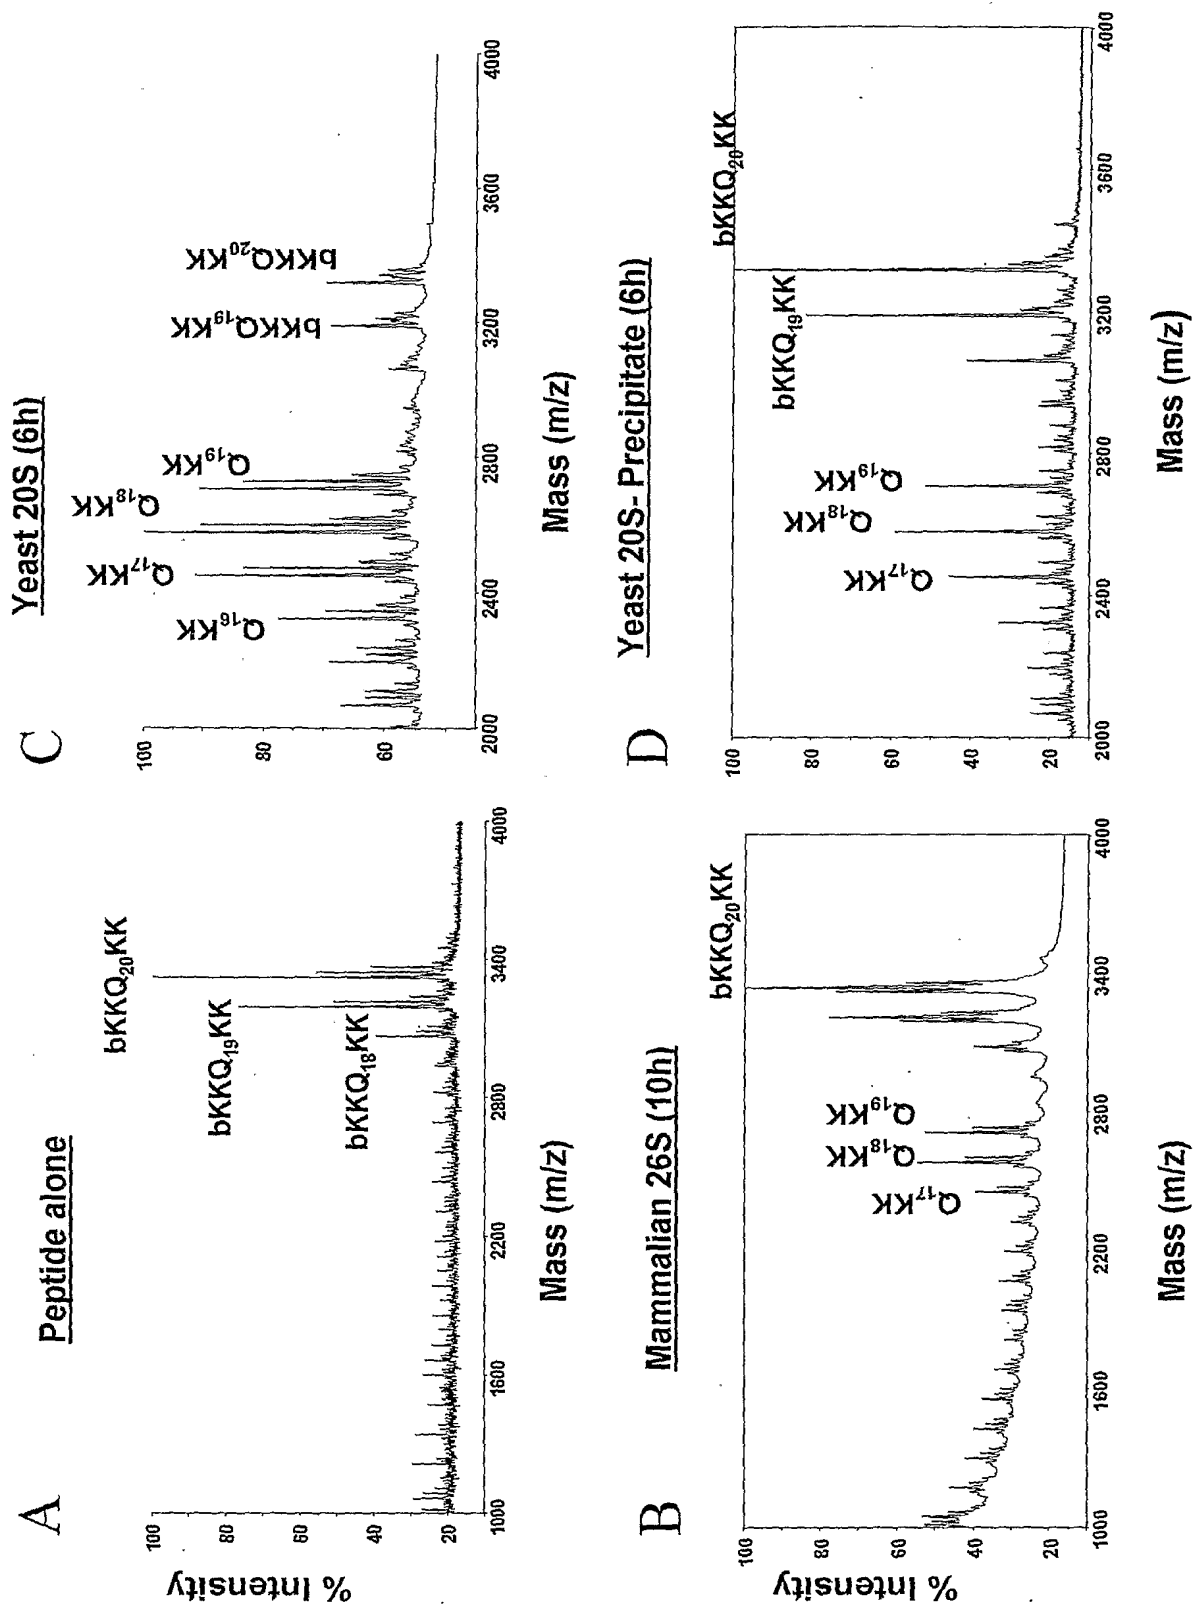 A
Peptide alone
bKKQ20KK
bKKQ19KK
bKKQ18KK
% Intensity
100
80
60
40
20
1000
1600
2200
2800
3400
4000
Mass (m/z)
B
Mammalian 26S (10h)
bKKQ20KK
Q19KK
Q18KK
Q17KK
% Intensity
100
80
60
40
20
1000
1600
2200
2800
3400
4000
Mass (m/z)
C
Yeast 20S (6h)
Q16KK
Q17KK
Q18KK
Q19KK
bKKQ19KK
bKKQ20KK
100
80
60
2000
2400
2800
3200
3600
4000
Mass (m/z)
D
Yeast 20S- Precipitate (6h)
bKKQ20KK
bKKQ19KK
Q19KK
Q18KK
Q17KK
100
80
60
40
20
2000
2400
2800
3200
3600
4000
Mass (m/z)